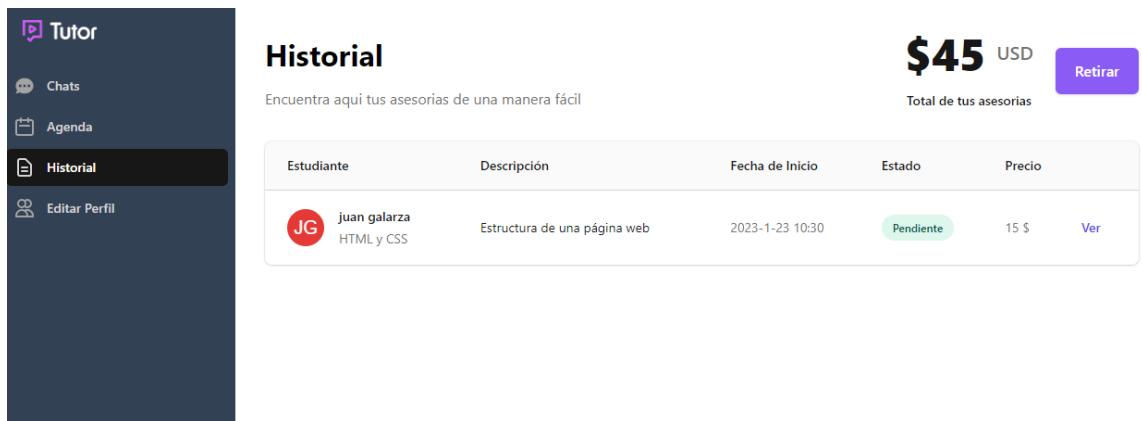 Tutor
Chats
Agenda
Historial
Editar Perfil
Historial
Encuentra aqui tus asesorias de una manera fácil
$45 USD
Total de tus asesorias
Retirar
Estudiante Descripción Fecha de Inicio Estado Precio
JG juan galarza
HTML y CSS
Estructura de una página web 2023-1-23 10:30 Pendiente 15 $ Ver